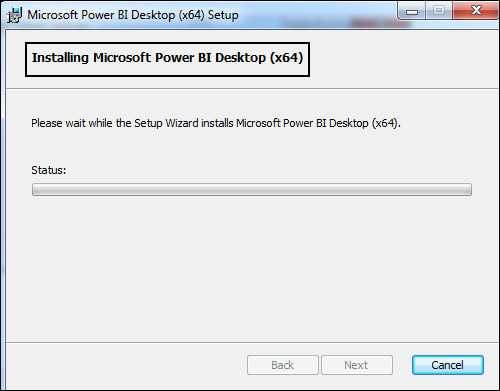 Microsoft Power BI Desktop (x64) Setup
Installing Microsoft Power BI Desktop (x64)
Please wait while the Setup Wizard installs Microsoft Power BI Desktop (x64).
Status:
Back Next Cancel